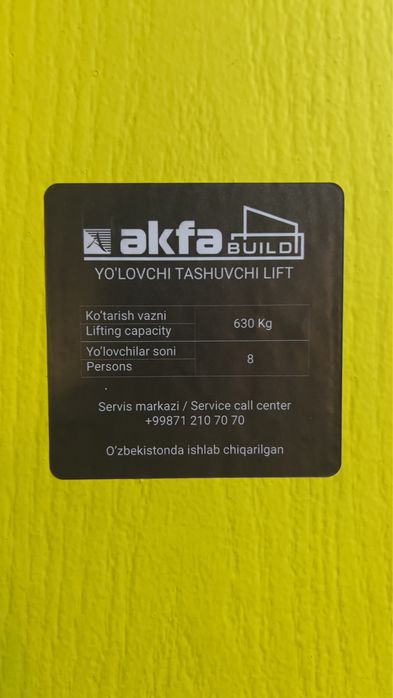 akfa BUILD
YO'LOVCHI TASHUVCHI LIFT
Ko'tarish vazni
Lifting capacity
630 Kg
Yo'lovchilar soni
Persons
8
Servis markazi / Service call center
+99871 210 70 70
O'zbekistonda ishlab chiqarilgan